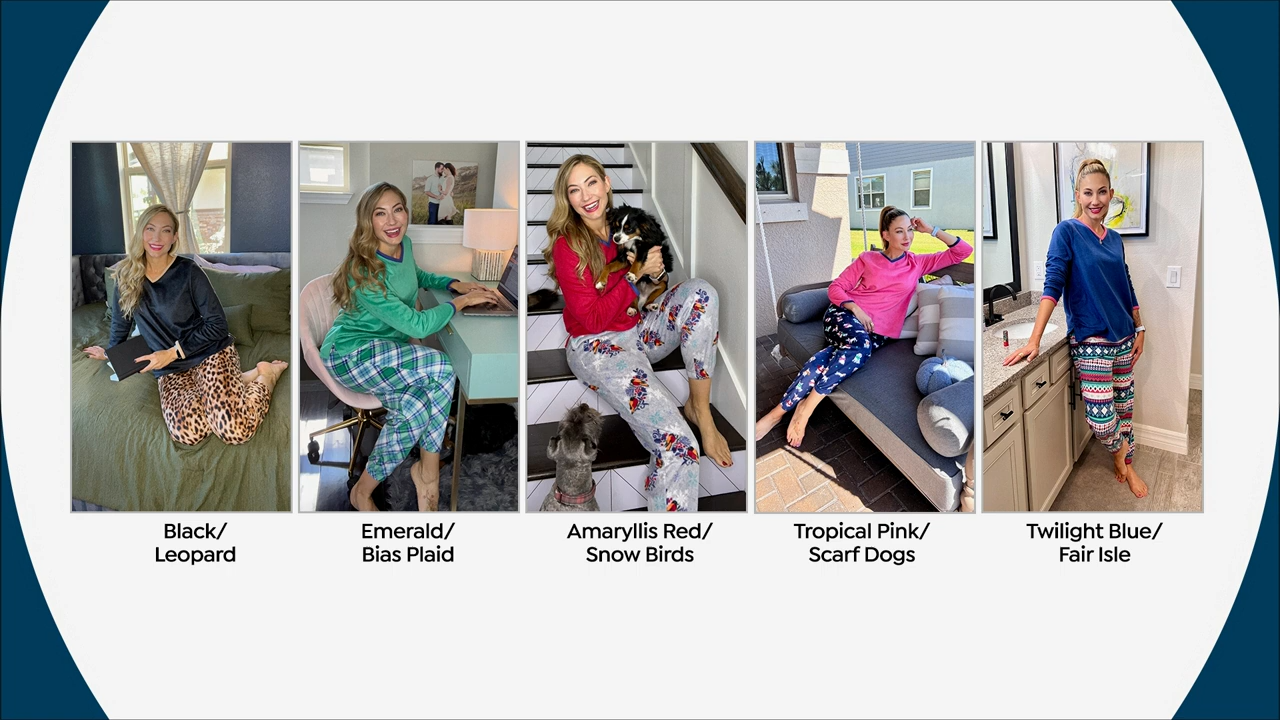 Black/
Leopard
Emerald/
Bias Plaid
Amaryllis Red/
Snow Birds
Tropical Pink/
Scarf Dogs
Twilight Blue/
Fair Isle